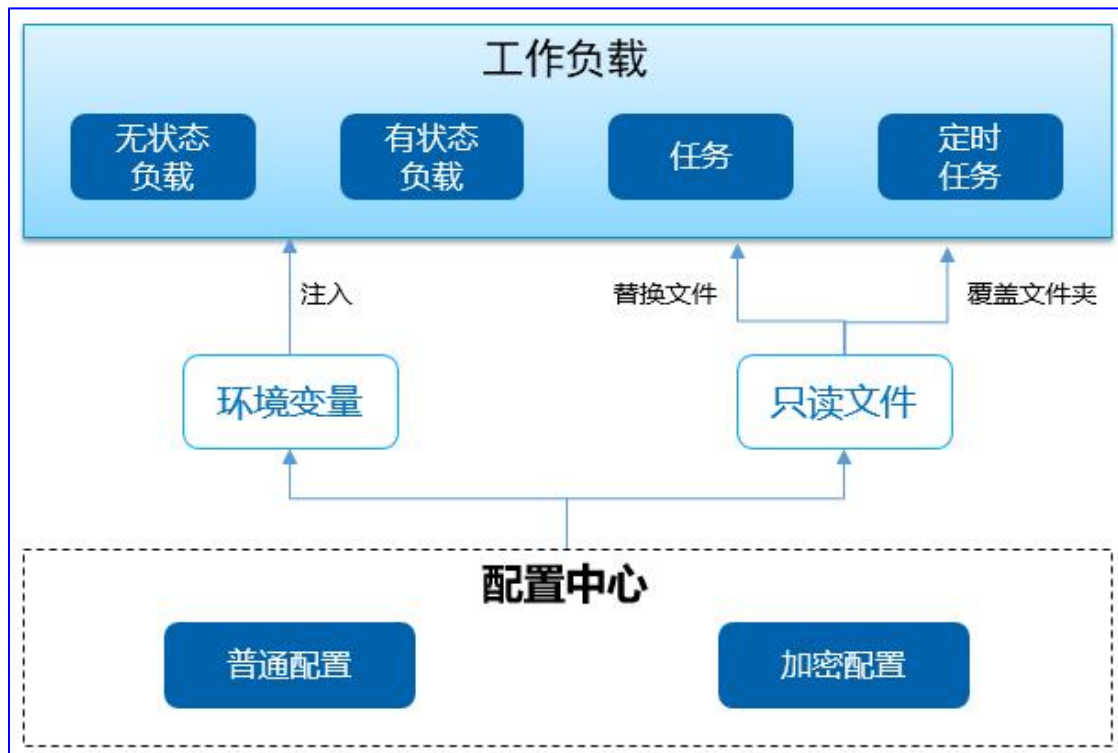 工作负载
无状态
负载
有状态
负载
任务
定时
任务
注入
替换文件
覆盖文件夹
环境变量
只读文件
配置中心
普通配置
加密配置